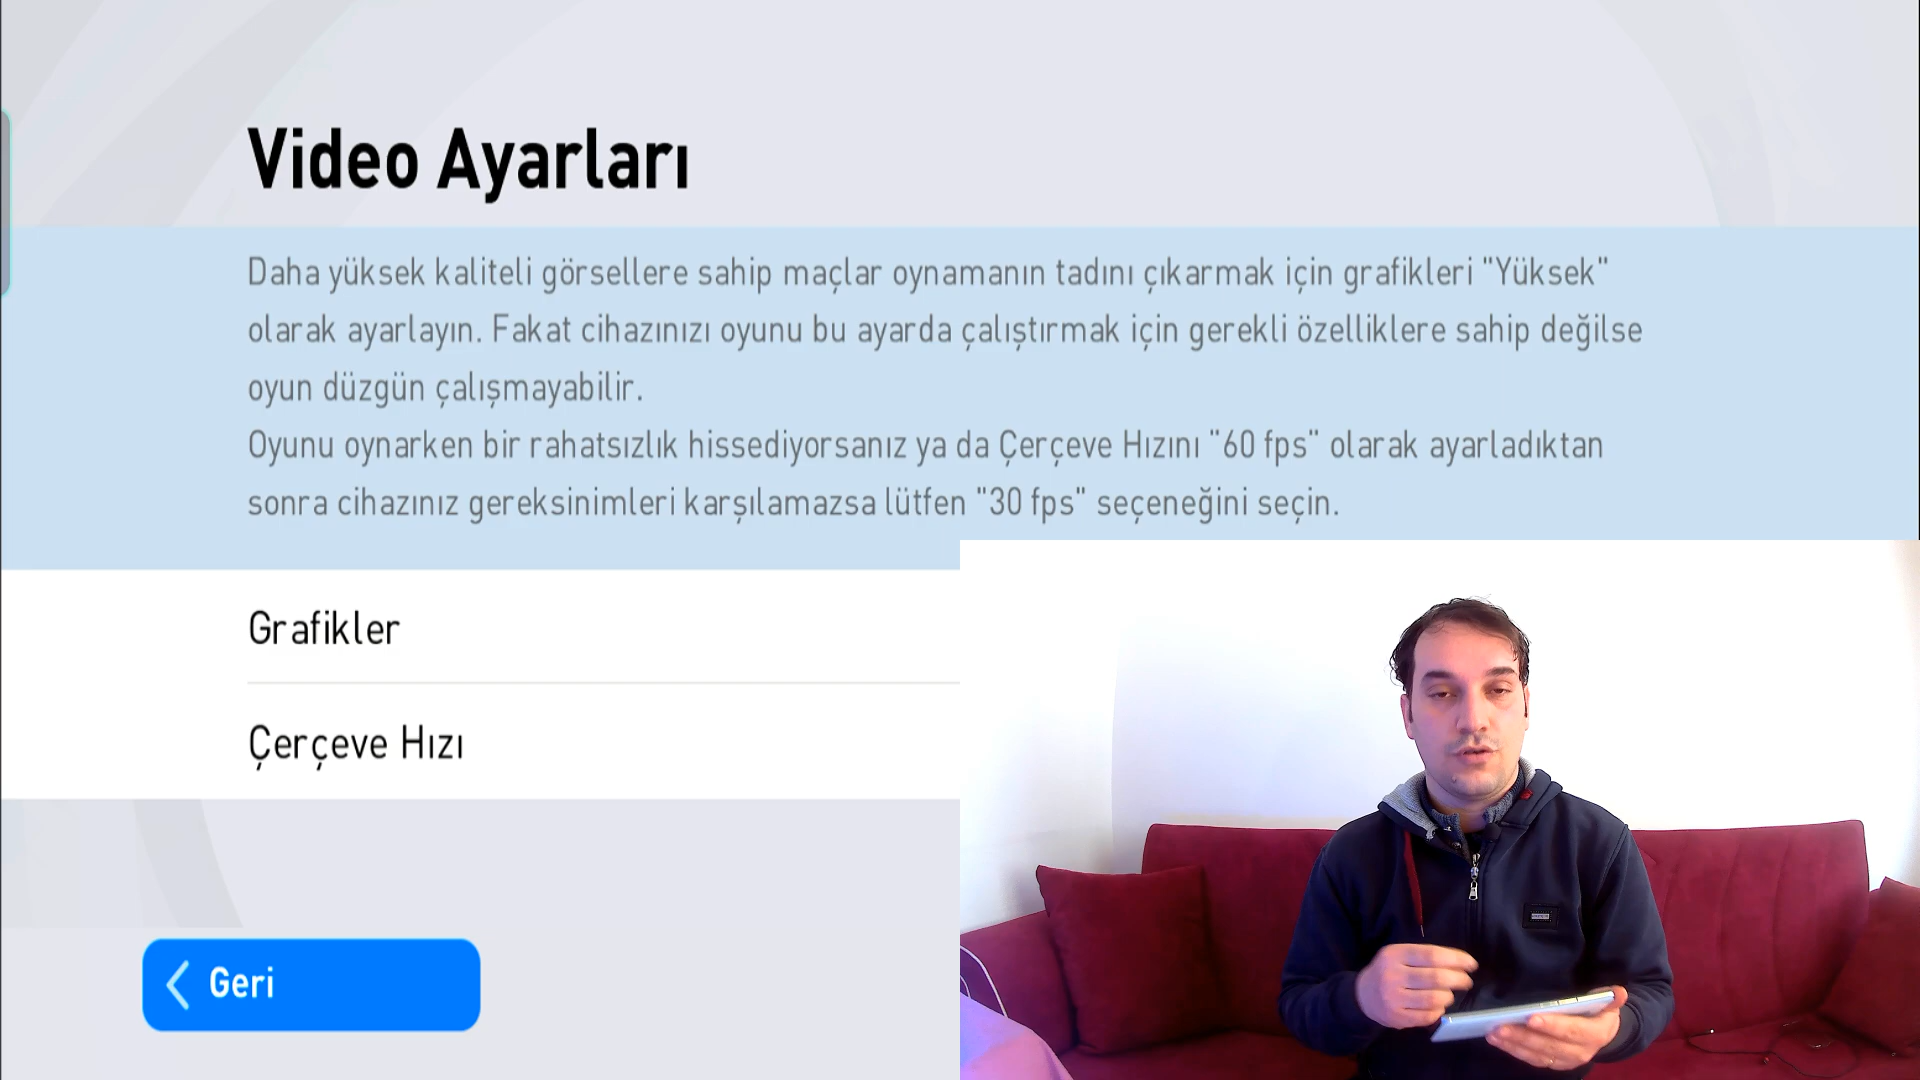 Video Ayarları
Daha yüksek kaliteli görsellere sahip maçlar oynamanın tadını çıkarmak için grafikleri "Yüksek"
olarak ayarlayın. Fakat cihazınızı oyunu bu ayarda çalıştırmak için gerekli özelliklere sahip değilse
oyun düzgün çalışmayabilir.
Oyunu oynarken bir rahatsızlık hissediyorsanız ya da Çerçeve Hızını "60 fps" olarak ayarladıktan
sonra cihazınız gereksinimleri karşılamazsa lütfen "30 fps" seçeneğini seçin.
Grafikler
Çerçeve Hızı
Geri